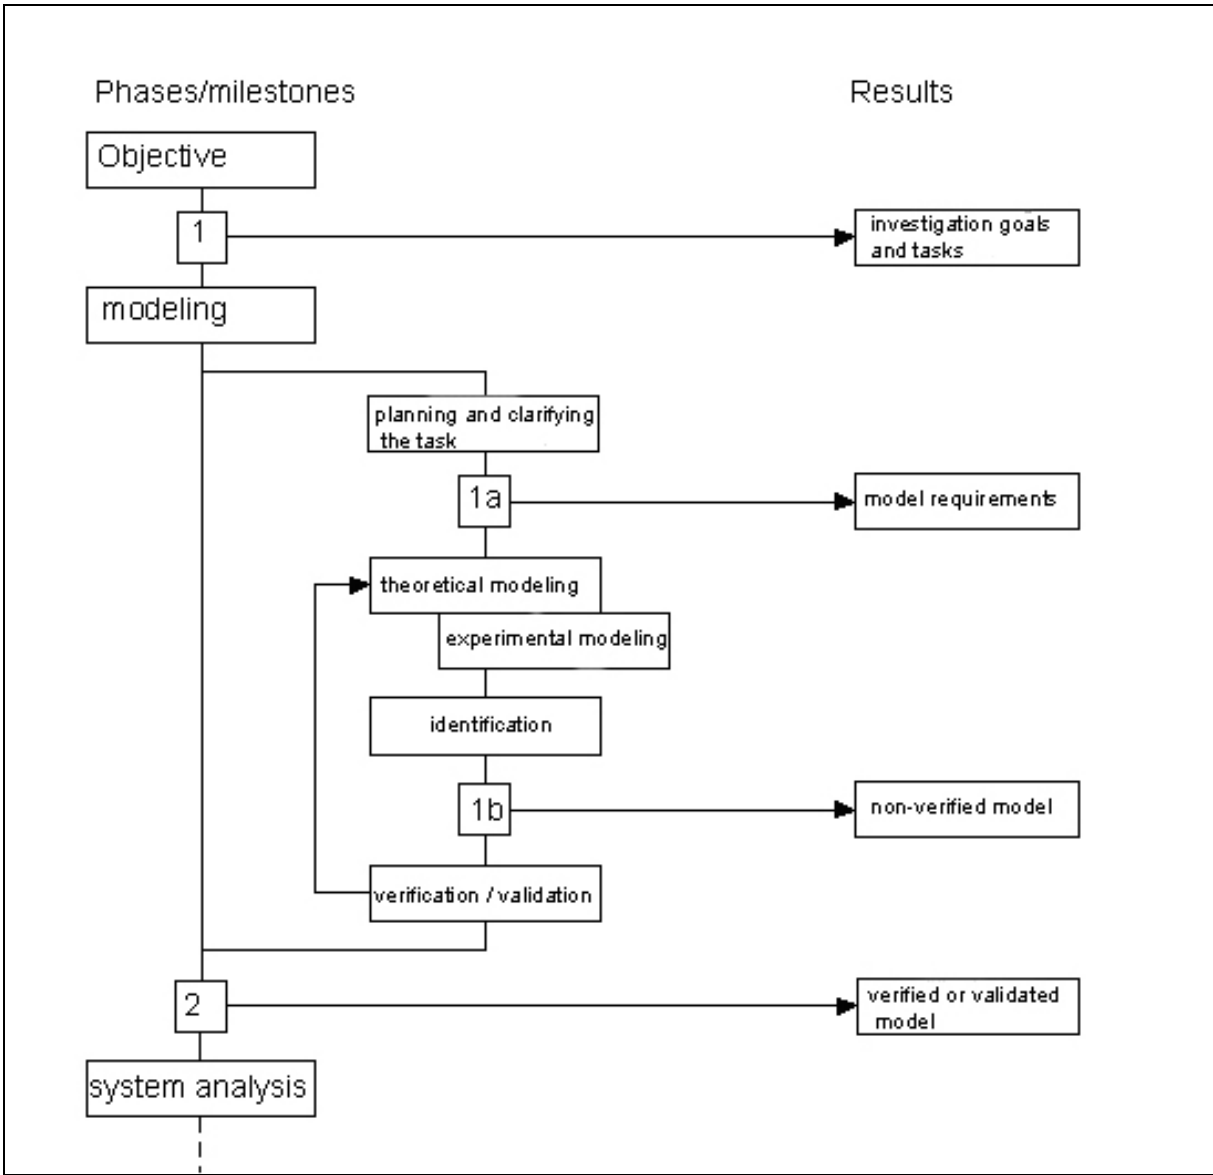 Phases/milestones
Results
Objective
1
investigation goals
and tasks
modeling
planning and clarifying
the task
1a
model requirements
theoretical modeling
experimental modeling
identification
1b
non-verified model
verification / validation
2
verified or validated
model
system analysis